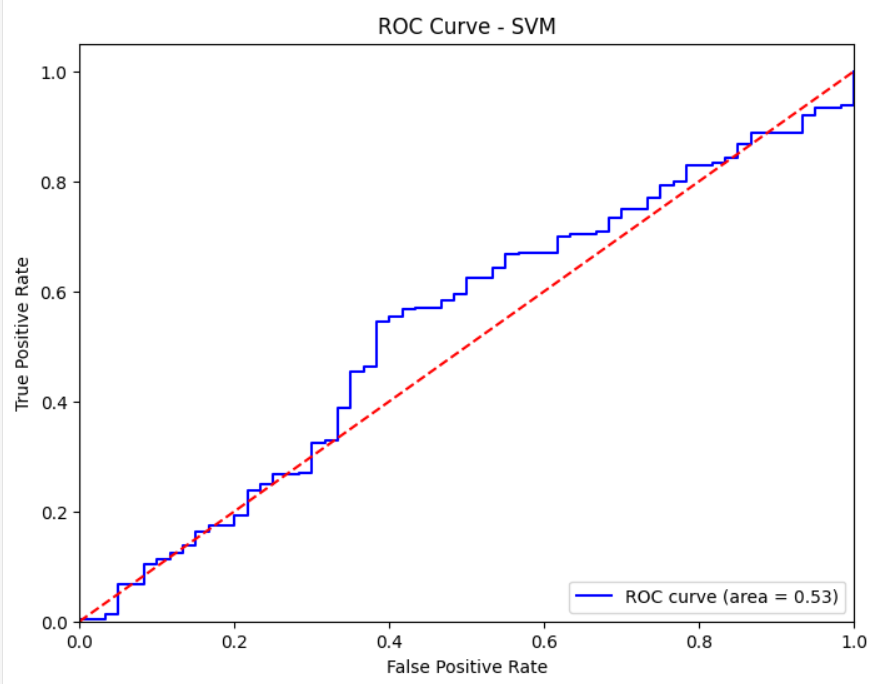 ROC Curve - SVM
1.0
0.8
0.6
0.4
0.2
0.0
True Positive Rate
ROC curve (area = 0.53)
0.0 0.2 0.4 0.6 0.8 1.0
False Positive Rate